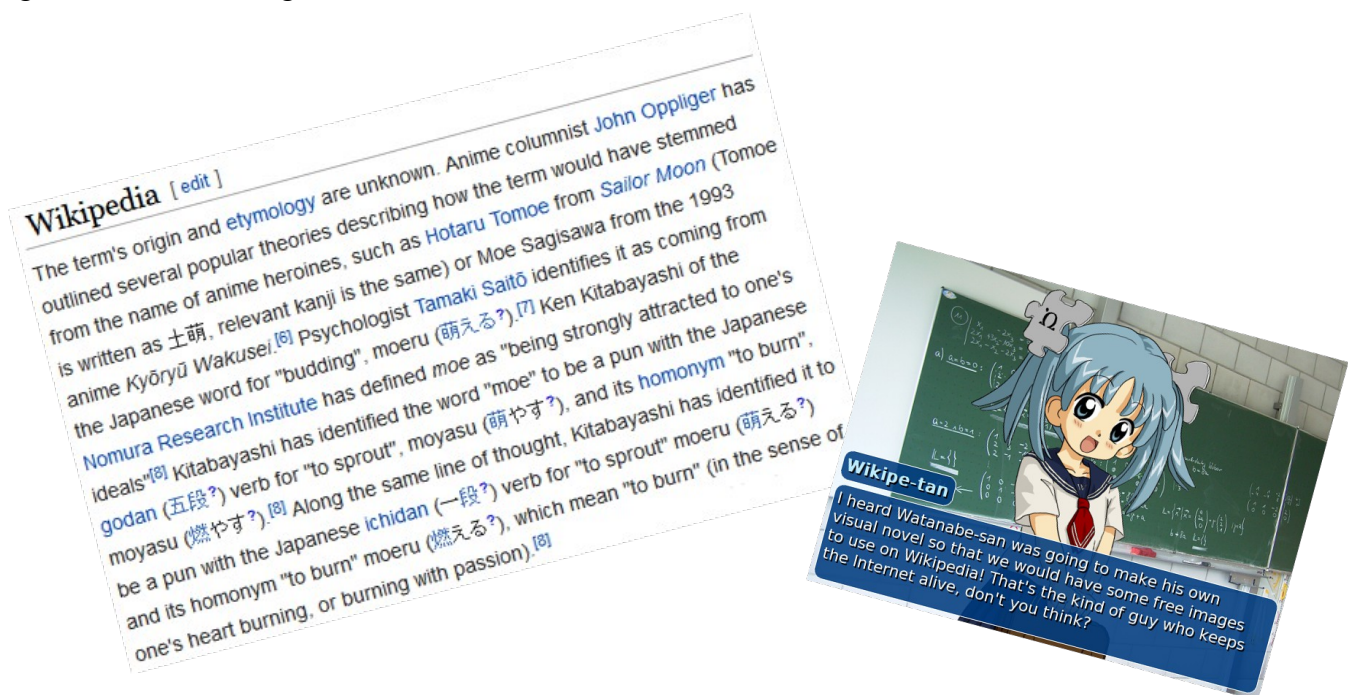 Wikipedia [ edit ]
The term's origin and etymology are unknown. Anime columnist John Oppliger has
outlined several popular theories describing how the term would have stemmed
from the name of anime heroines, such as Hotaru Tomoe from Sailor Moon (Tomoe
is written as 土萌, relevant kanji is the same) or Moe Sagisawa from the 1993
anime Kyōryū Wakusei.[6] Psychologist Tamaki Saitō identifies it as coming from
the Japanese word for "budding", moeru (萌える?).[7] Ken Kitabayashi of the
Nomura Research Institute has defined moe as "being strongly attracted to one's
ideals"[8] Kitabayashi has identified the word "moe" to be a pun with the Japanese
godan (五段?) verb for "to sprout", moyasu (萌やす?), and its homonym "to burn",
moyasu (燃やす?).[8] Along the same line of thought, Kitabayashi has identified it to
be a pun with the Japanese ichidan (一段?) verb for "to sprout" moeru (萌える?)
and its homonym "to burn" moeru (燃える?), which mean "to burn" (in the sense of
one's heart burning, or burning with passion).[8]
Ω
Wikipe-tan
I heard Watanabe-san was going to make his own
visual novel so that we would have some free images
to use on Wikipedia! That's the kind of guy who keeps
the Internet alive, don't you think?